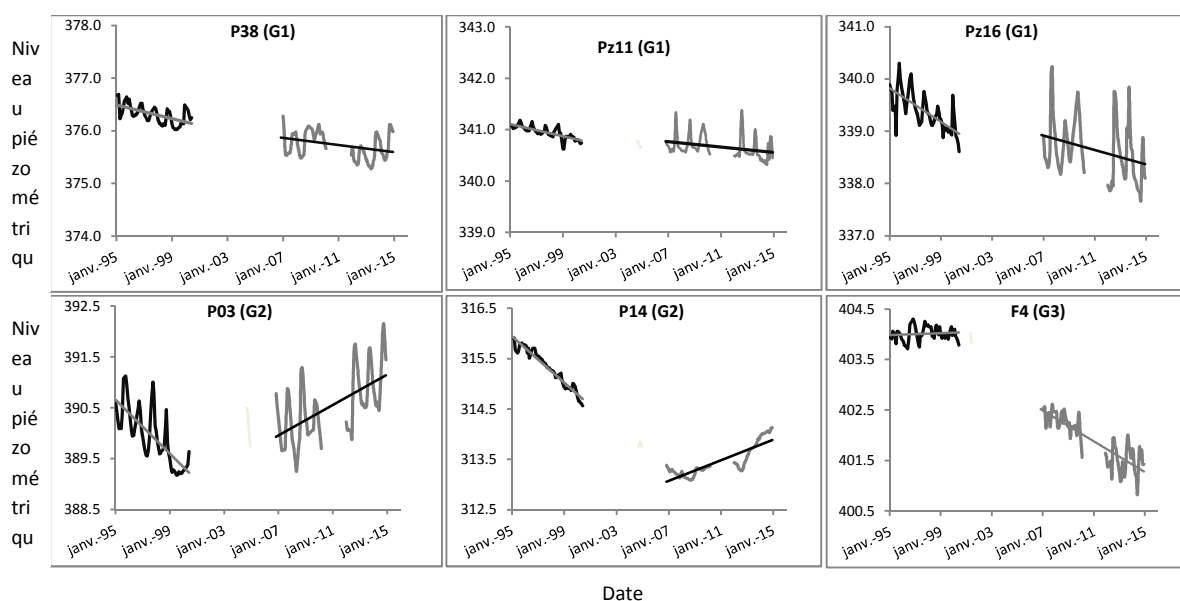 P38 (G1)
Pz11 (G1)
Pz16 (G1)
Niv
ea
u
pié
zo
mé
tri
qu
378.0
377.0
376.0
375.0
374.0
janv.-95
janv.-99
janv.-03
janv.-07
janv.-11
janv.-15
343.0
342.0
341.0
340.0
339.0
janv.-95
janv.-99
janv.-03
janv.-07
janv.-11
janv.-15
341.0
340.0
339.0
338.0
337.0
janv.-95
janv.-99
janv.-03
janv.-07
janv.-11
janv.-15
P03 (G2)
P14 (G2)
F4 (G3)
Niv
ea
u
pié
zo
mé
tri
qu
392.5
391.5
390.5
389.5
388.5
janv.-95
janv.-99
janv.-03
janv.-07
janv.-11
janv.-15
316.5
315.5
314.5
313.5
312.5
janv.-95
janv.-99
janv.-03
janv.-07
janv.-11
janv.-15
404.5
403.5
402.5
401.5
400.5
janv.-95
janv.-99
janv.-03
janv.-07
janv.-11
janv.-15
Date